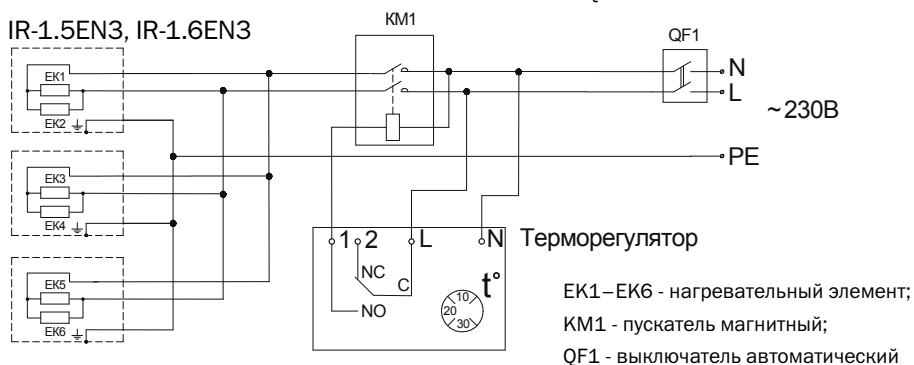 KM1
IR-1.5EN3, IR-1.6EN3
QF1
EK1
EK2
N
L
~230В
PE
EK3
EK4
1 2 L N Терморегулятор
NC
C
NO
t°
10
20
30
EK5
EK6
EK1–EK6 - нагревательный элемент;
KM1 - пускатель магнитный;
QF1 - выключатель автоматический